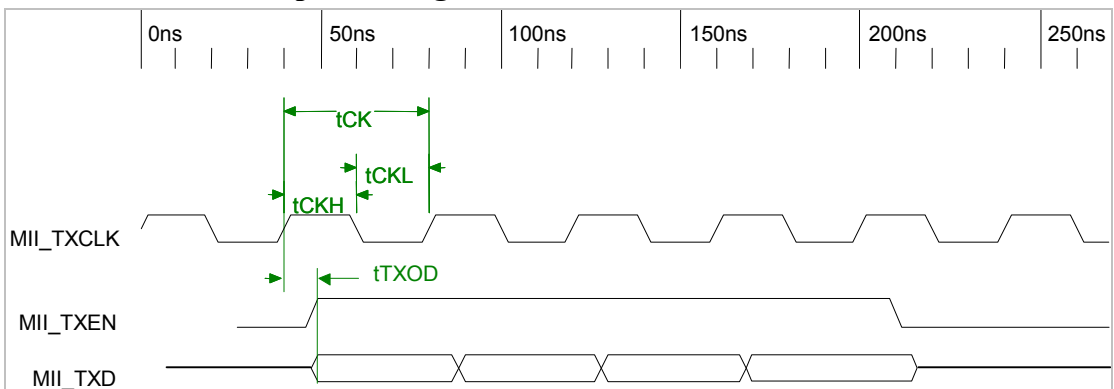 0ns 50ns 100ns 150ns 200ns 250ns
tCK
tCKL
tCKH
MII_TXCLK
tTXOD
MII_TXEN
MII_TXD